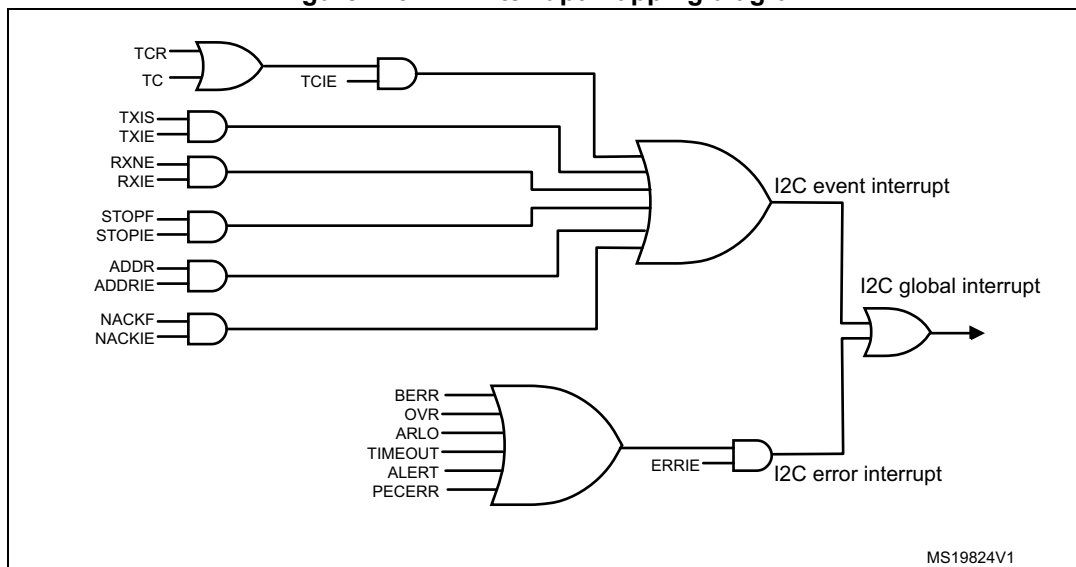 TCR
TC
TCIE
TXIS
TXIE
RXNE
RXIE
STOPF
STOPIE
ADDR
ADDRIE
NACKF
NACKIE
I2C event interrupt
I2C global interrupt
BERR
OVR
ARLO
TIMEOUT
ALERT
PECERR
ERRIE
I2C error interrupt
MS19824V1